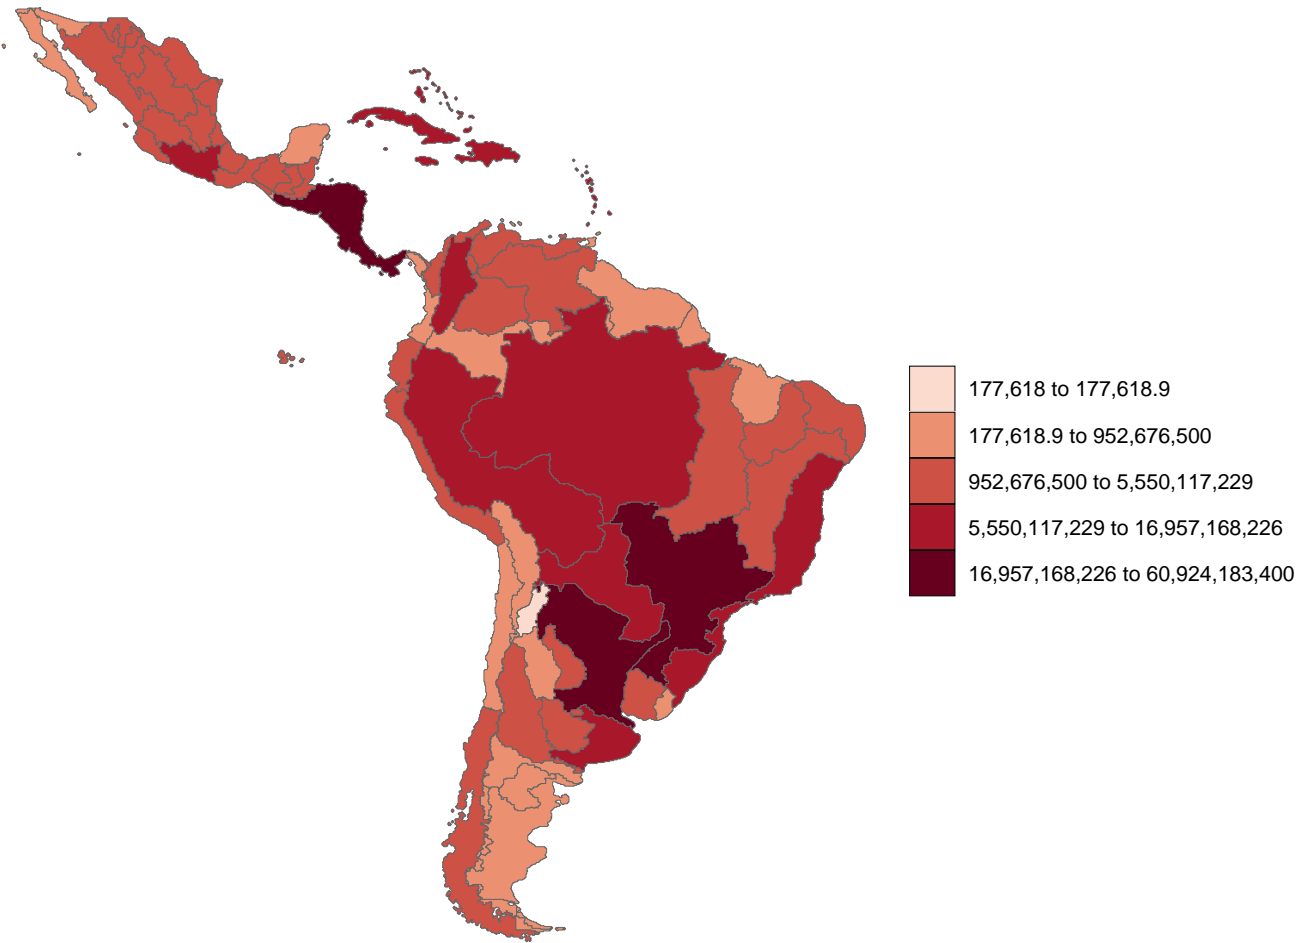 177,618 to 177,618.9
177,618.9 to 952,676,500
952,676,500 to 5,550,117,229
5,550,117,229 to 16,957,168,226
16,957,168,226 to 60,924,183,400